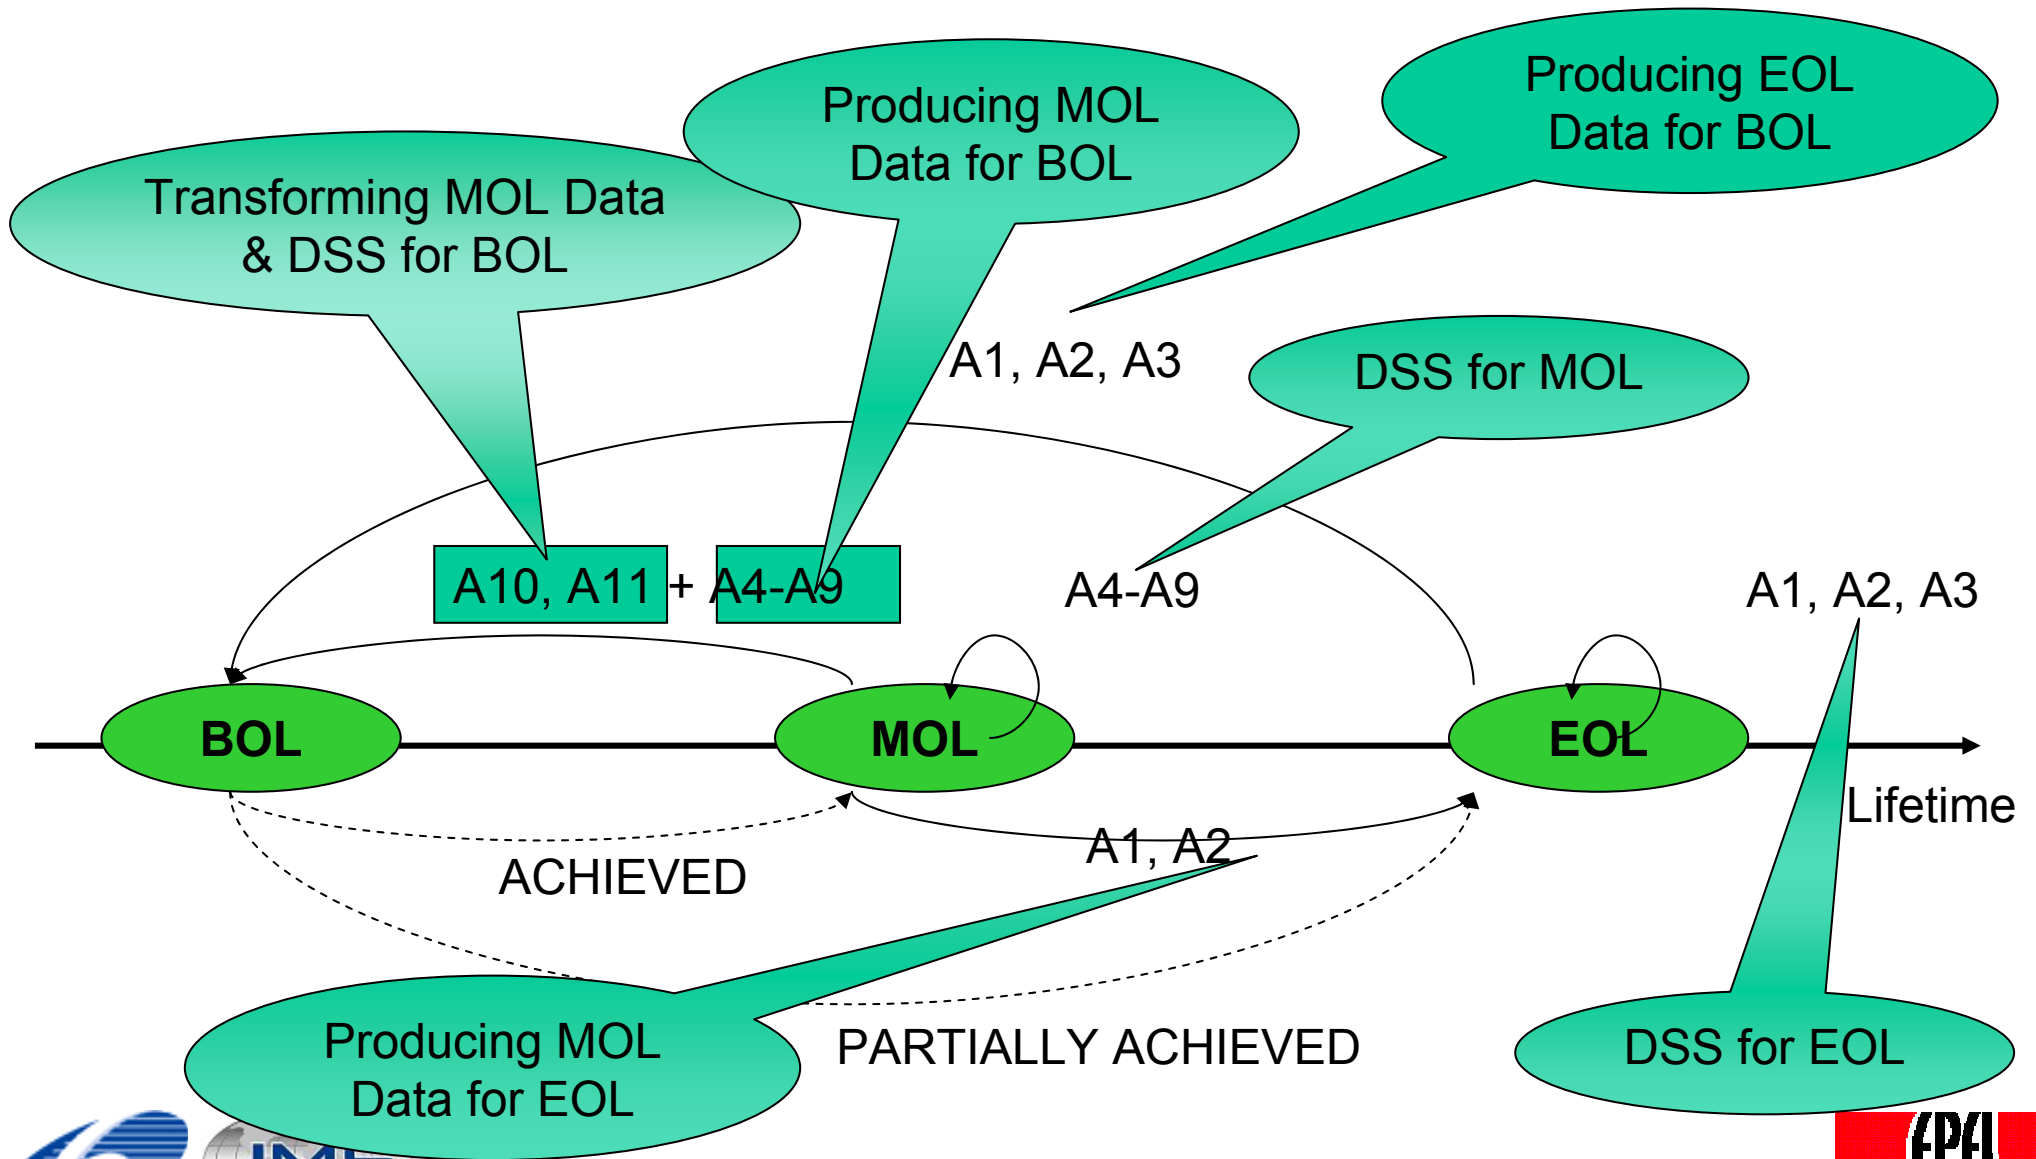 Producing EOL
Data for BOL
Producing MOL
Data for BOL
Transforming MOL Data
& DSS for BOL
A1, A2, A3
DSS for MOL
A10, A11 + A4-A9
A4-A9
A1, A2, A3
BOL
MOL
EOL
Lifetime
A1, A2
ACHIEVED
PARTIALLY ACHIEVED
DSS for EOL
Producing MOL
Data for EOL